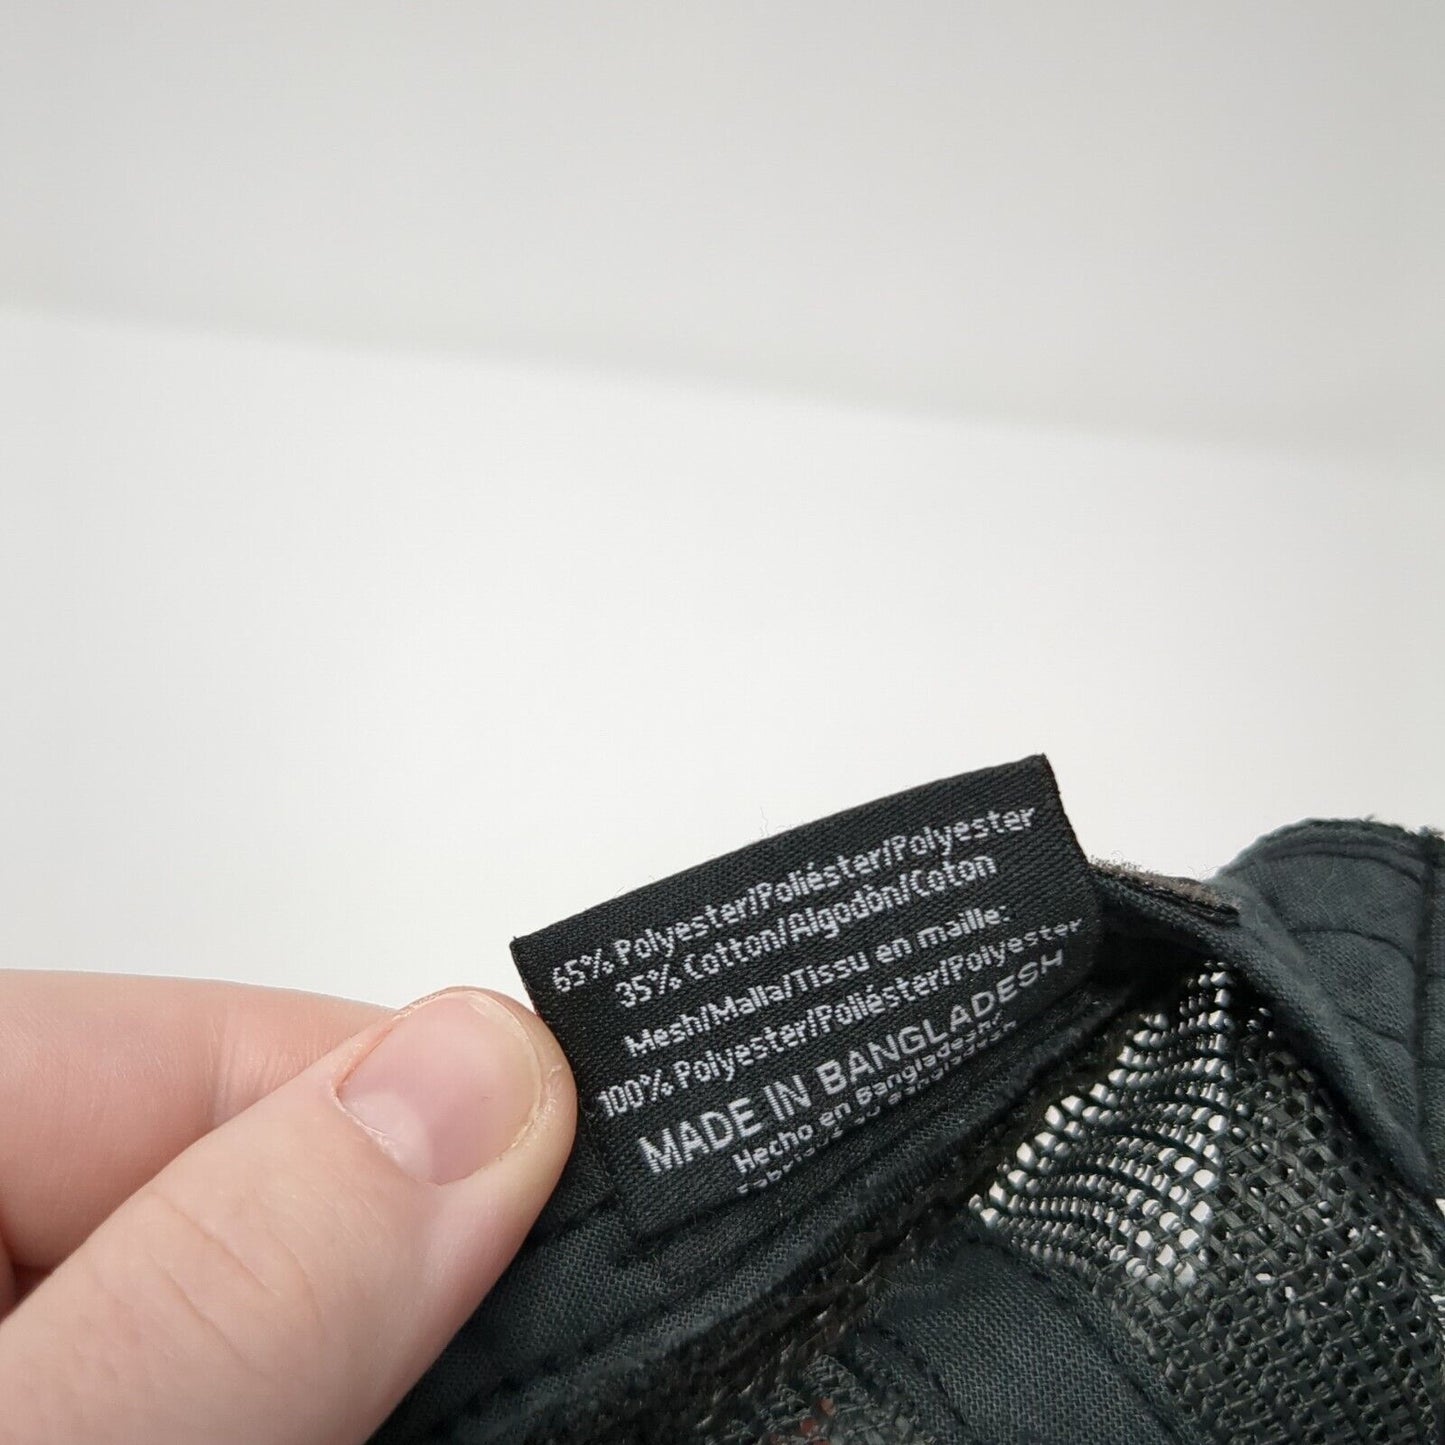 65% Polyester/Poliéster/Polyester
35% Cotton/Algodón/Coton
Mesh/Malla/Tissu en maille:
100% Polyester/Poliéster/Polyester
MADE IN BANGLADESH
Hecho en Bangladesh/